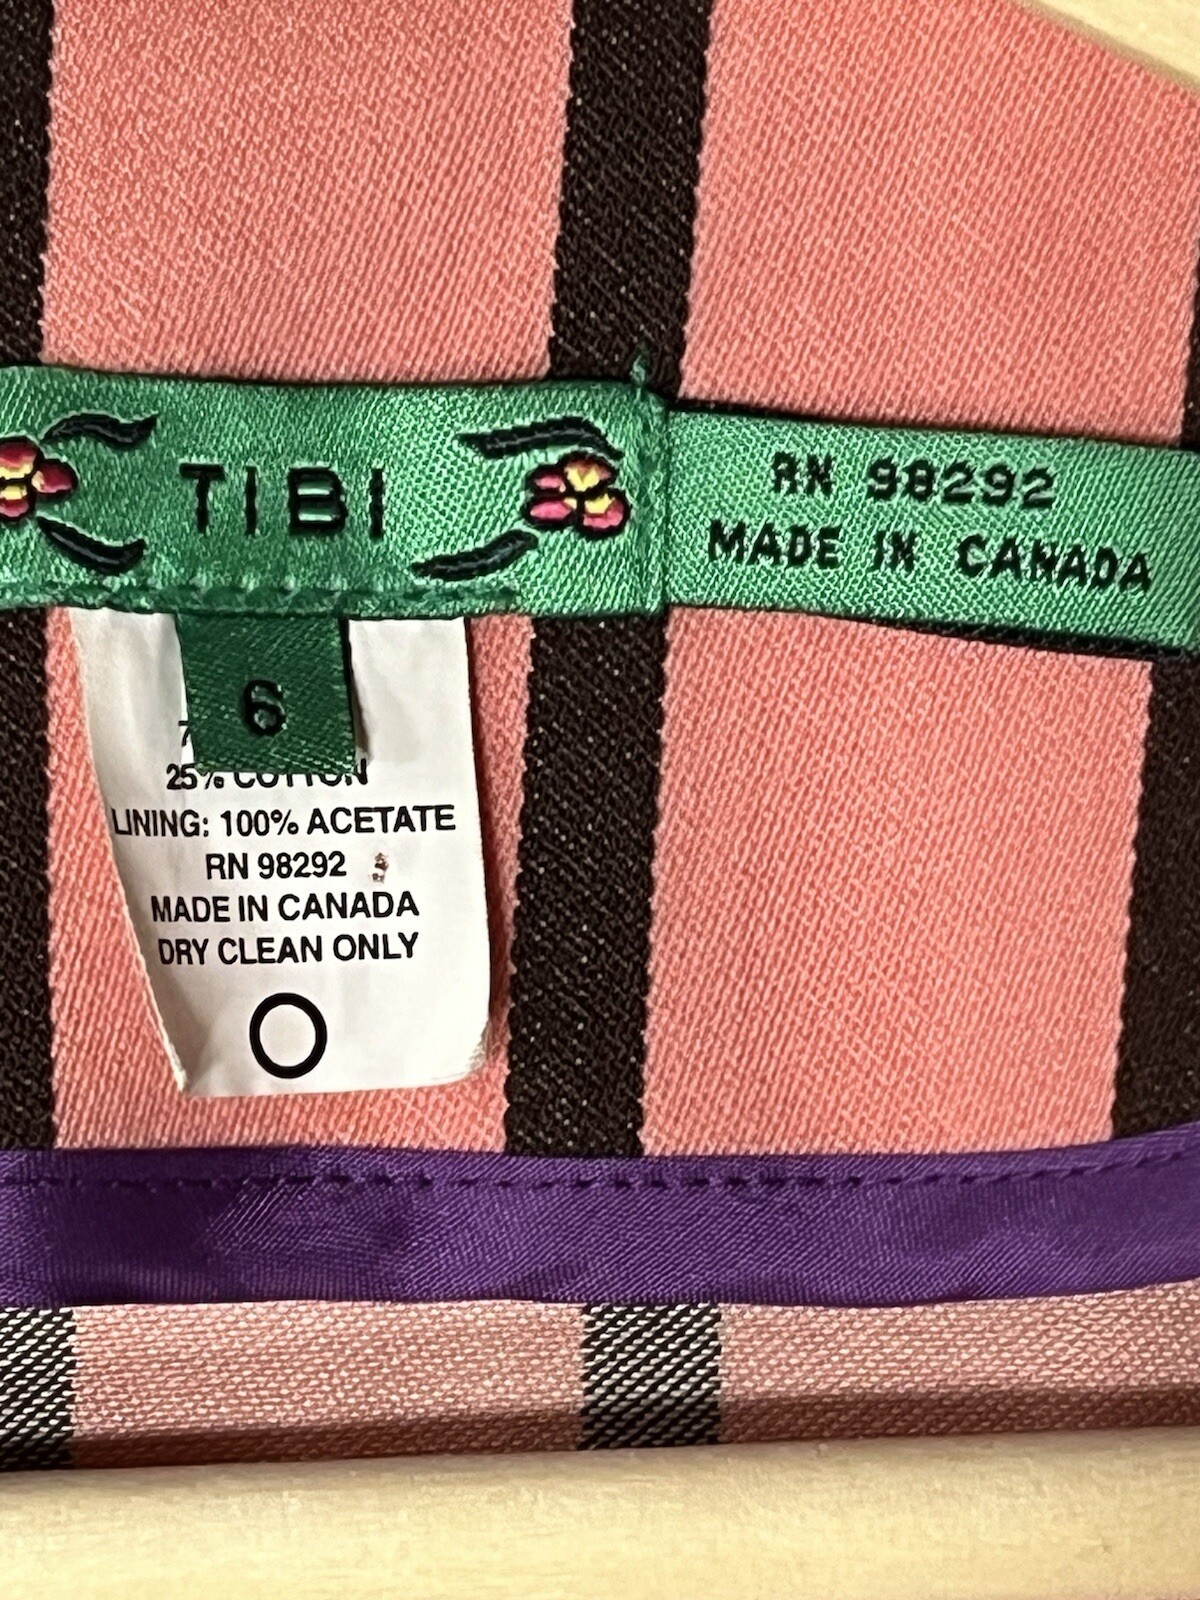 TIBI
RN 98292
MADE IN CANADA
6
25% COTTON
LINING: 100% ACETATE
RN 98292
MADE IN CANADA
DRY CLEAN ONLY